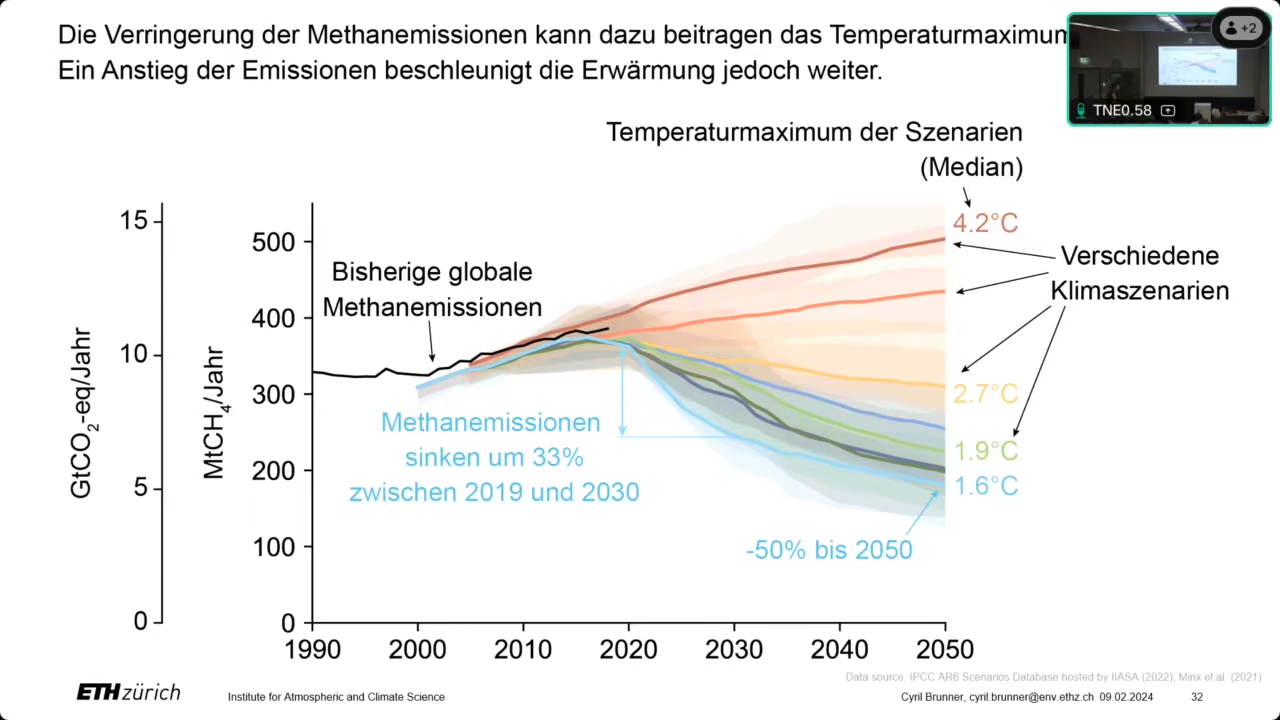 Die Verringerung der Methanemissionen kann dazu beitragen das Temperaturmaximum
Ein Anstieg der Emissionen beschleunigt die Erwärmung jedoch weiter.
+2
TNE0.58
Temperaturmaximum der Szenarien
(Median)
4.2°C
Verschiedene
Klimaszenarien
2.7°C
1.9°C
1.6°C
Bisherige globale
Methanemissionen
Methanemissionen
sinken um 33%
zwischen 2019 und 2030
-50% bis 2050
GtCO2-eq/Jahr
15
10
5
0
MtCH4/Jahr
500
400
300
200
100
0
1990 2000 2010 2020 2030 2040 2050
Data source: IPCC AR6 Scenarios Database hosted by IIASA (2022), Minx et al. (2021)
ETH zürich
Institute for Atmospheric and Climate Science
Cyril Brunner, cyril.brunner@env.ethz.ch 09.02.2024 32